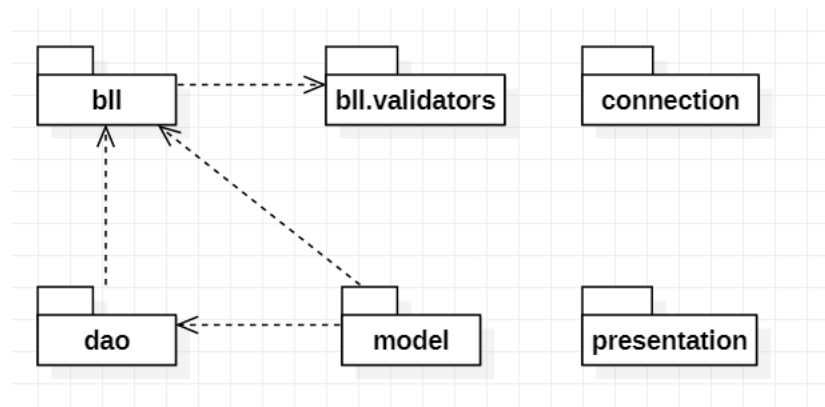 bll
bll.validators
connection
dao
model
presentation